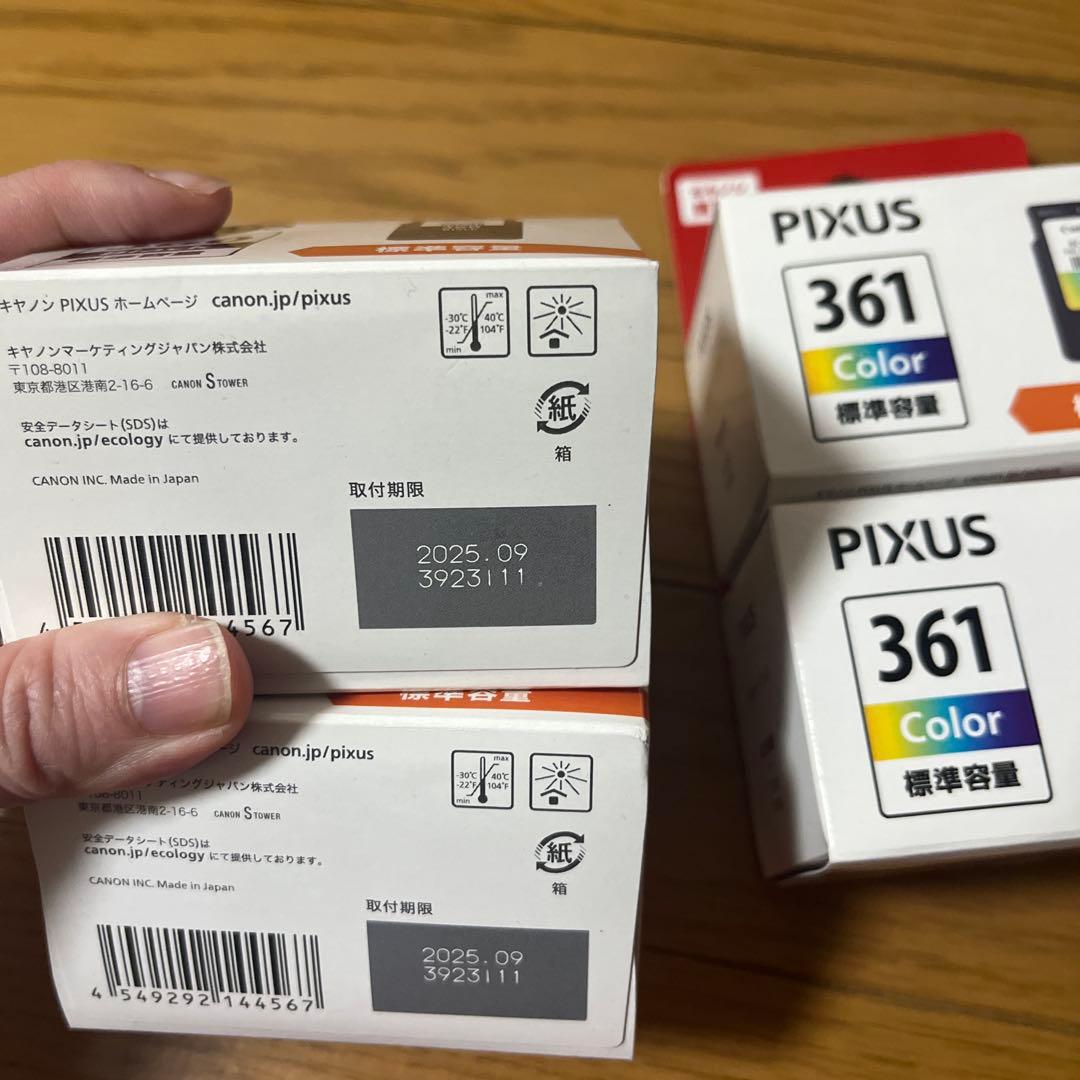 標準容量
キヤノン PIXUS ホームページ canon.jp/pixus
キヤノンマーケティングジャパン株式会社
〒108-8011
東京都港区港南2-16-6 CANON S TOWER
安全データシート(SDS)は
canon.jp/ecology にて提供しております。
CANON INC. Made in Japan
max
-30℃ 40℃
-22°F 104°F
min
紙
箱
取付期限
2025.09
3923111
4567
標準容量
ージ canon.jp/pixus
ティングジャパン株式会社
108-8011
東京都港区港南2-16-6 CANON S TOWER
安全データシート(SDS)は
canon.jp/ecology にて提供しております。
CANON INC. Made in Japan
max
-30℃ 40℃
-22°F 104°F
min
紙
箱
取付期限
2025.09
3923111
4 549292 144567
PIXUS
361
Color
標準容量
PIXUS
361
Color
標準容量